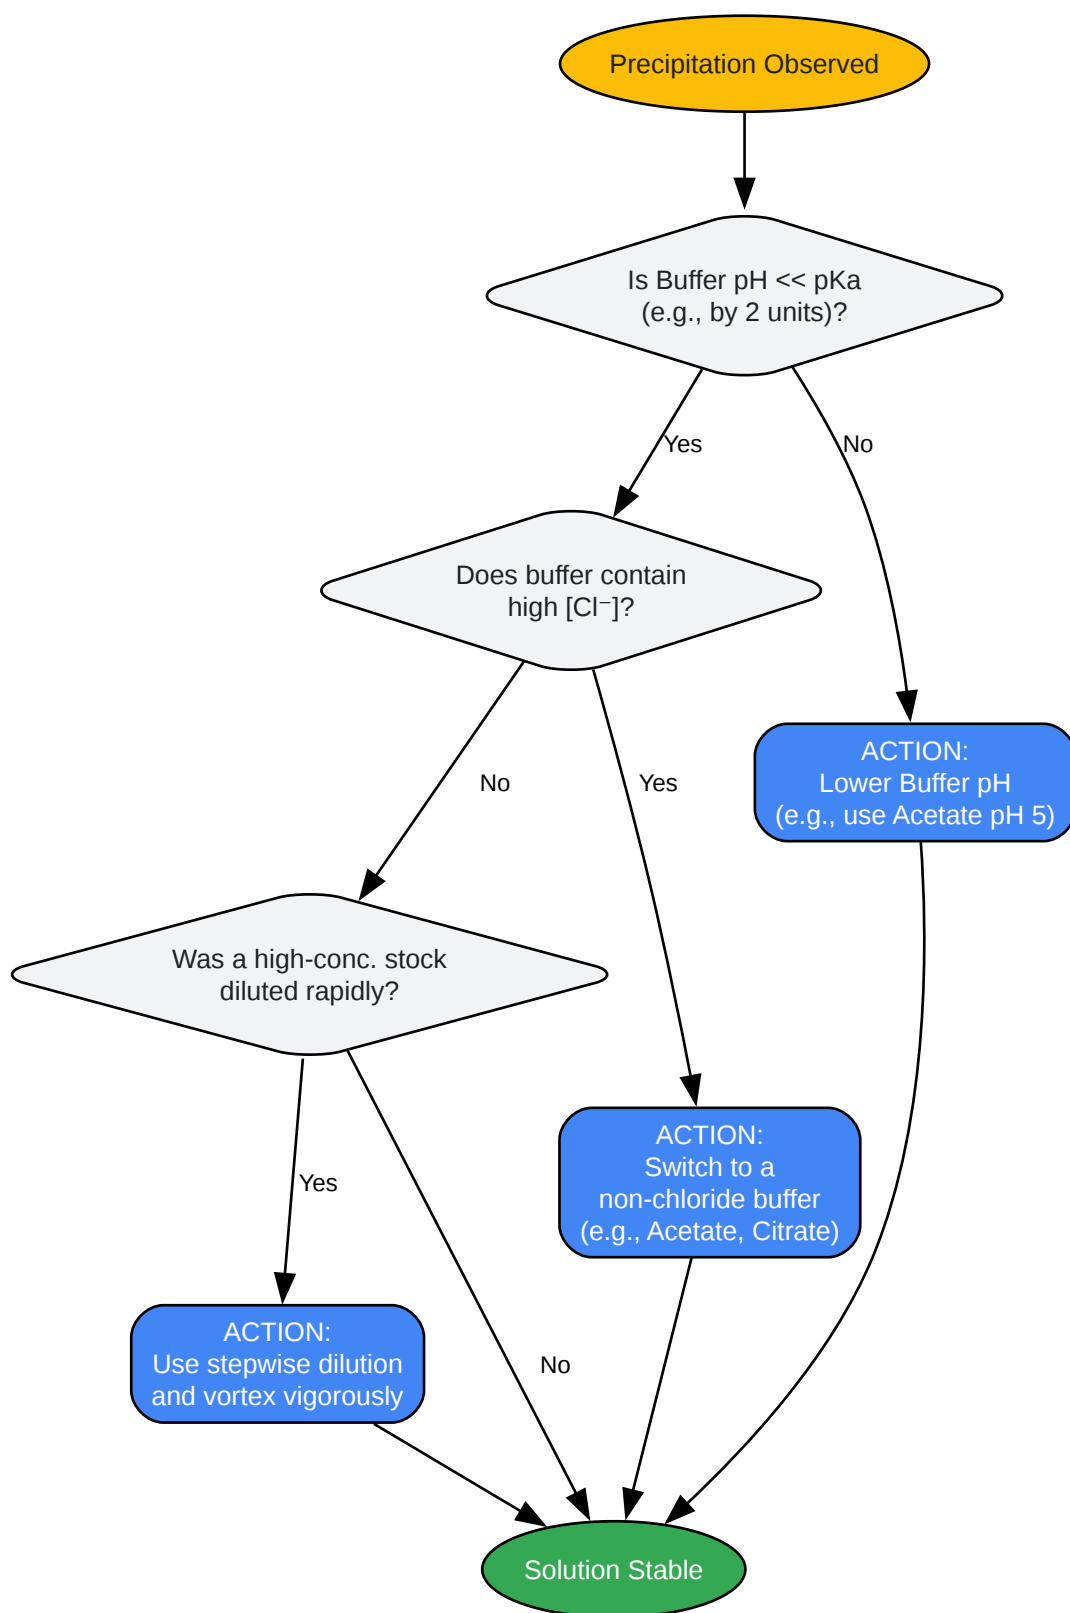 Precipitation Observed
Is Buffer pH << pKa
(e.g., by 2 units)?
Yes
No
Does buffer contain
high [Cl⁻]?
No
Yes
ACTION:
Lower Buffer pH
(e.g., use Acetate pH 5)
Was a high-conc. stock
diluted rapidly?
Yes
No
ACTION:
Switch to a
non-chloride buffer
(e.g., Acetate, Citrate)
ACTION:
Use stepwise dilution
and vortex vigorously
Solution Stable